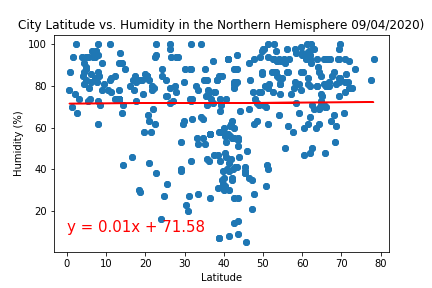 City Latitude vs. Humidity in the Northern Hemisphere 09/04/2020)
100
80
60
40
20
Humidity (%)
y = 0.01x + 71.58
0 10 20 30 40 50 60 70 80
Latitude